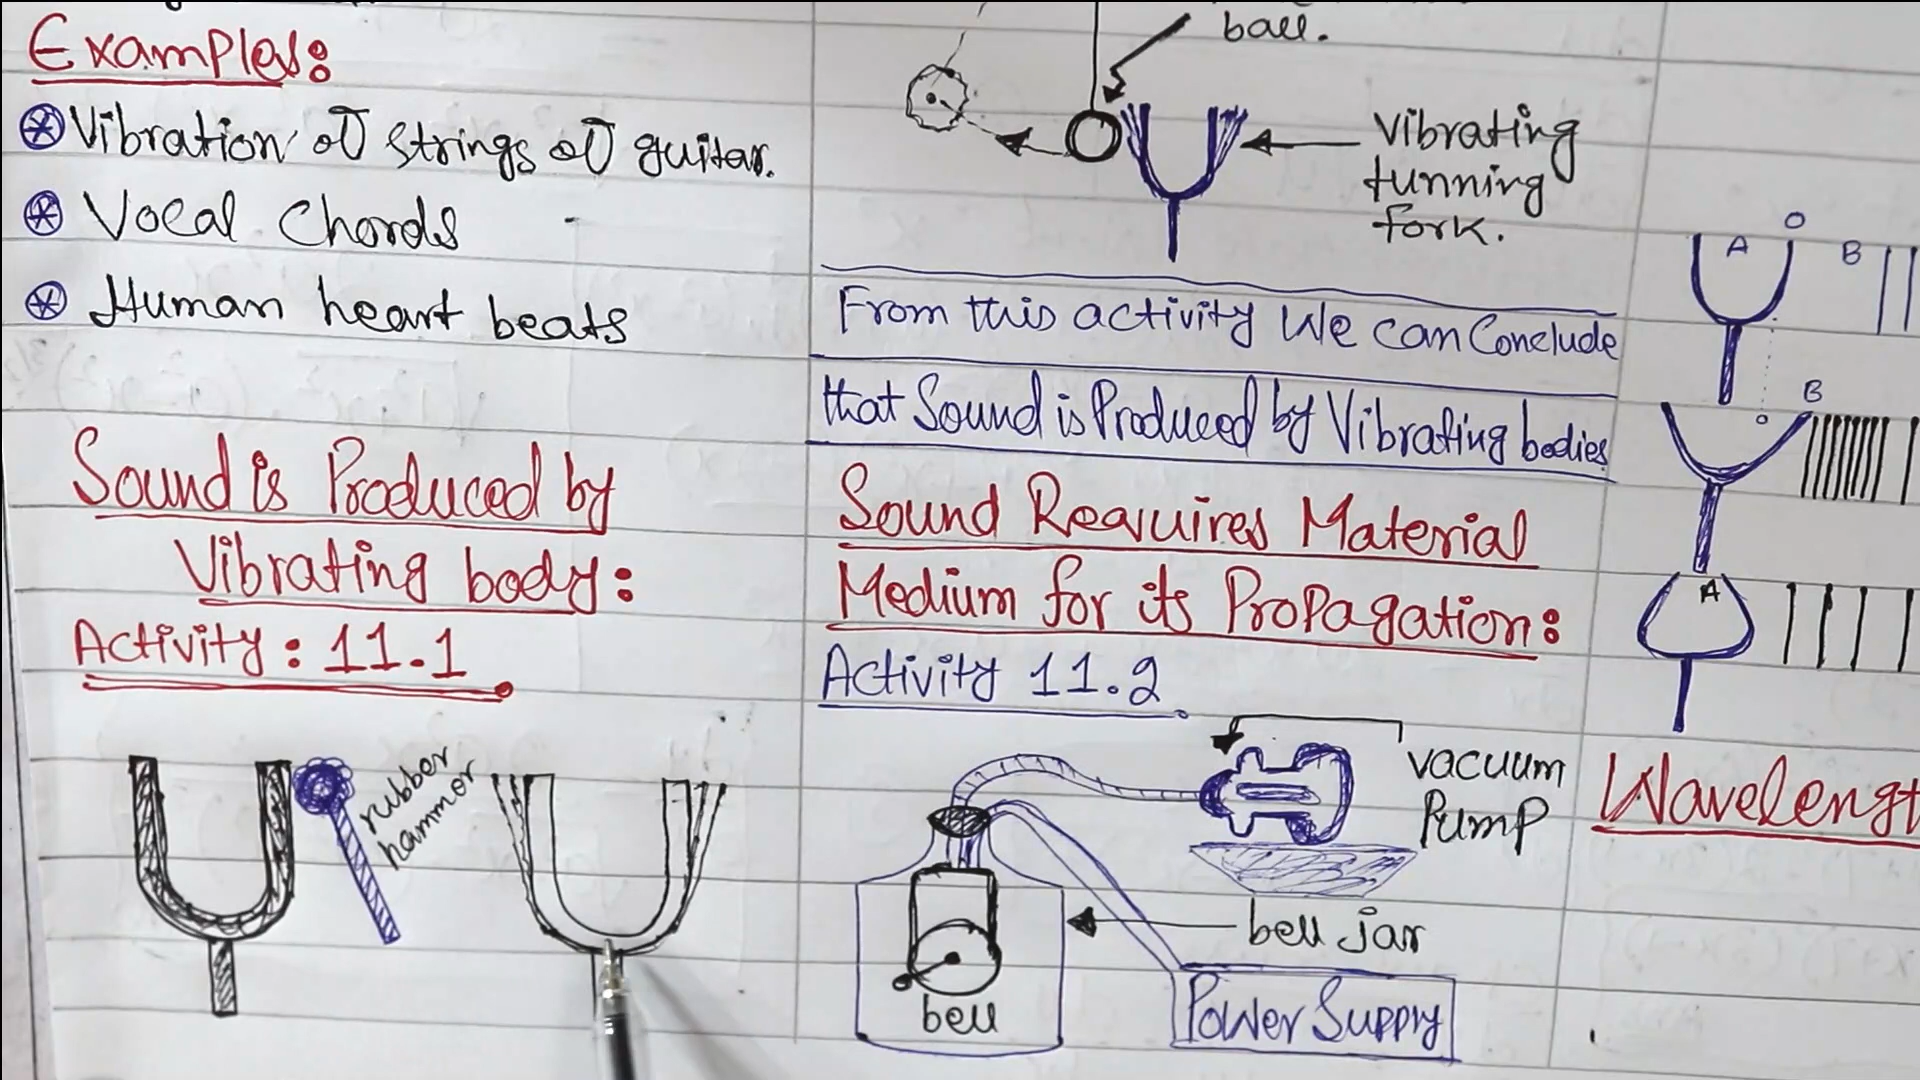 Examples:
Vibration of strings of guitar.
Vocal Chords
Human heart beats
Sound is Produced by
Vibrating body:
Activity: 11.1
rubber
hammor
ball.
Vibrating
tunning
fork.
From this activity We can Conclude
that Sound is Produced by Vibrating bodies
Sound Requires Material
Medium for its Propagation:
Activity 11.2
vacuum
Pump
bell jar
bell
Power Supply
A
B
B
A
Wavelengt